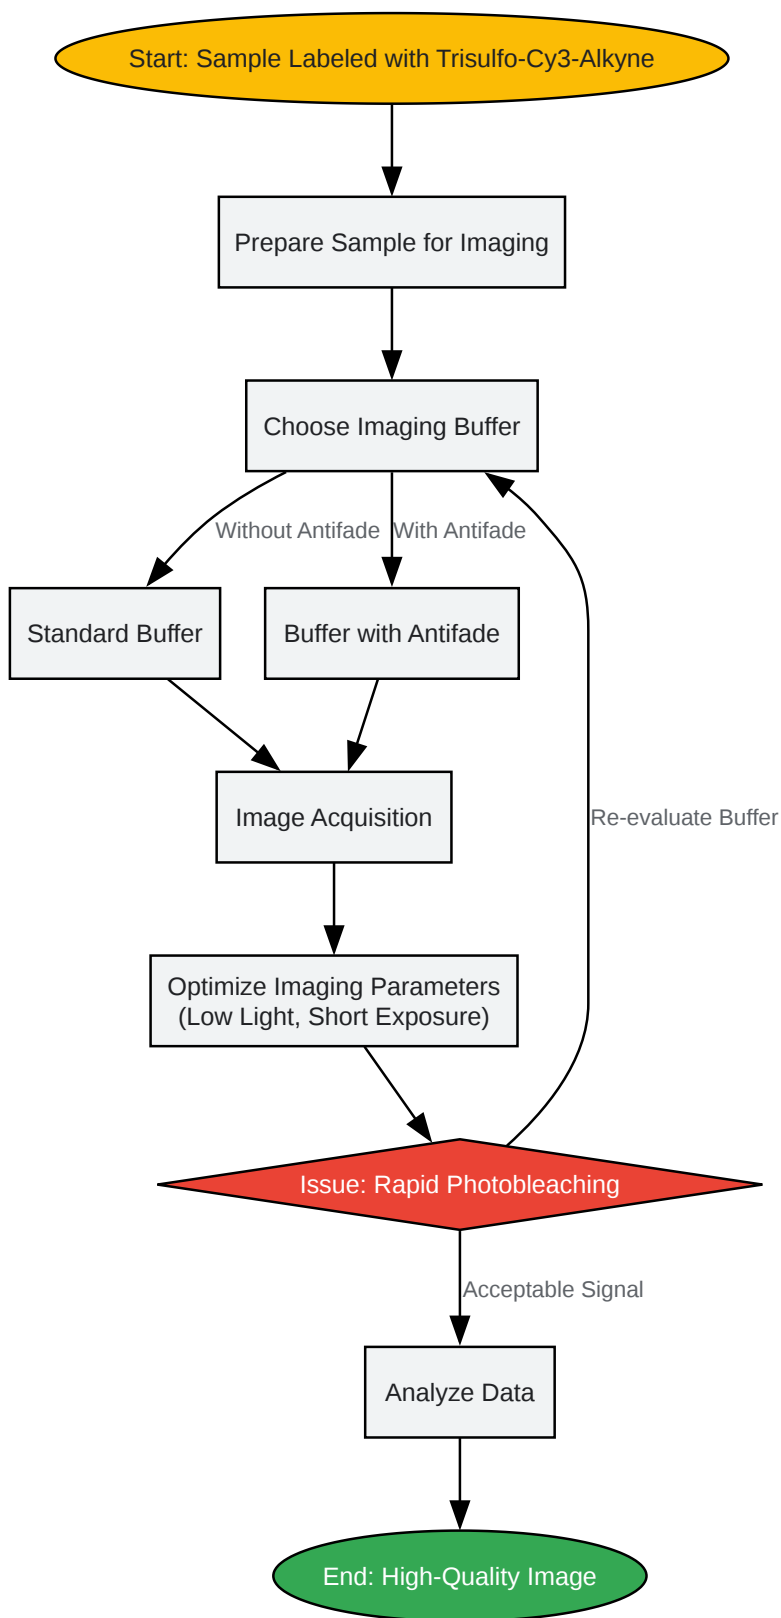 Start: Sample Labeled with Trisulfo-Cy3-Alkyne
Prepare Sample for Imaging
Choose Imaging Buffer
Without Antifade
With Antifade
Standard Buffer
Buffer with Antifade
Image Acquisition
Re-evaluate Buffer
Optimize Imaging Parameters
(Low Light, Short Exposure)
Issue: Rapid Photobleaching
Acceptable Signal
Analyze Data
End: High-Quality Image